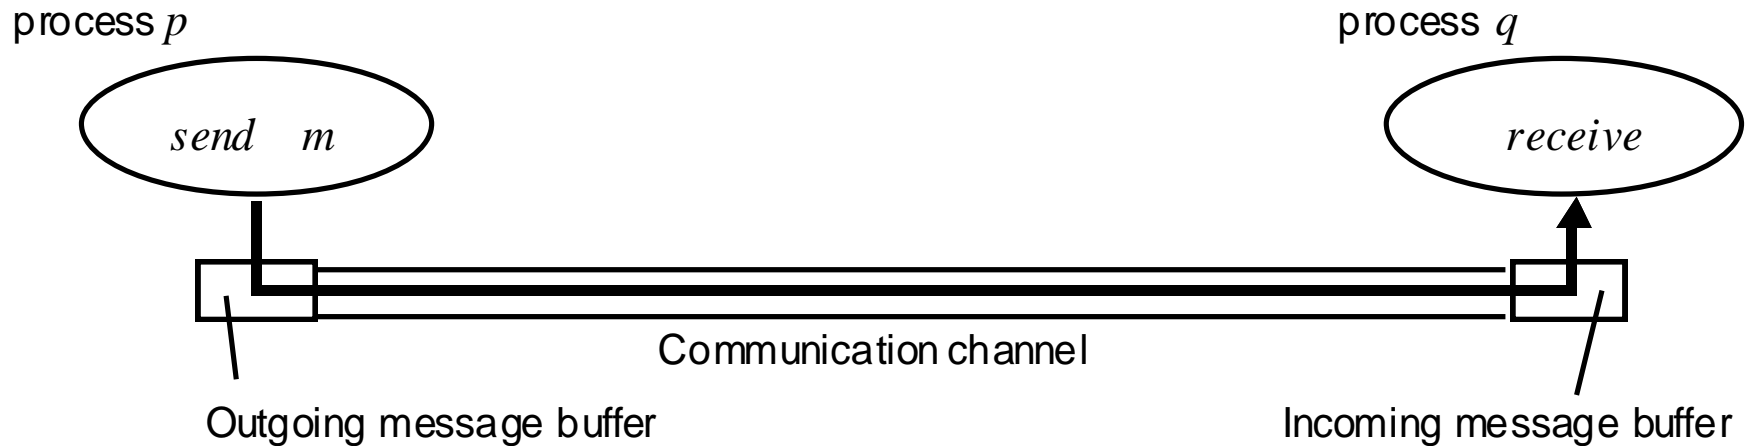 process p
process q
send m
receive
Communication channel
Outgoing message buffer
Incoming message buffer